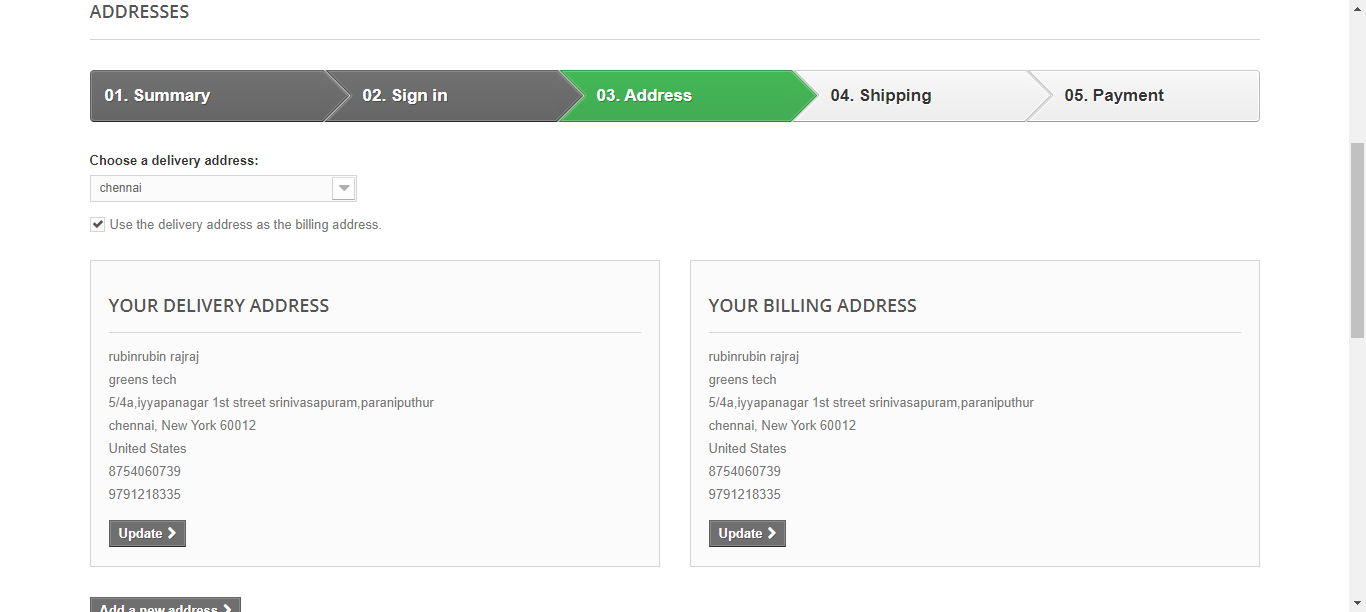 ADDRESSES
01. Summary
02. Sign in
03. Address
04. Shipping
05. Payment
Choose a delivery address:
chennai
Use the delivery address as the billing address.
YOUR DELIVERY ADDRESS
rubinrubin rajraj
greens tech
5/4a,iyyapanagar 1st street srinivasapuram,paraniputhur
chennai, New York 60012
United States
8754060739
9791218335
Update
YOUR BILLING ADDRESS
rubinrubin rajraj
greens tech
5/4a,iyyapanagar 1st street srinivasapuram,paraniputhur
chennai, New York 60012
United States
8754060739
9791218335
Update
Add a new address